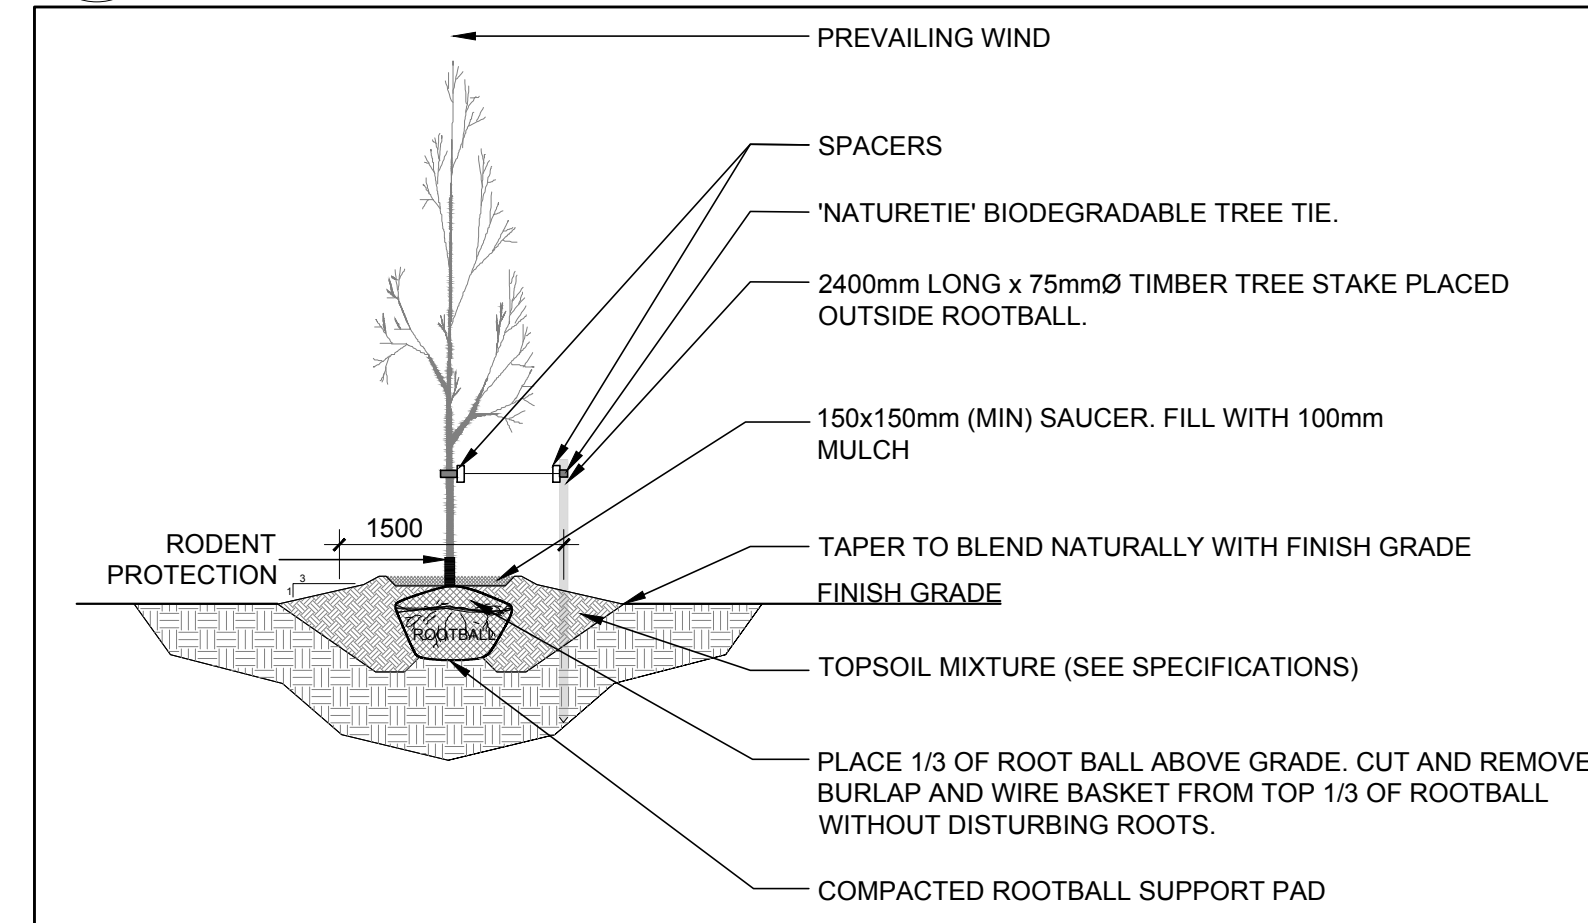 PREVAILING WIND
SPACERS
'NATURETIE' BIODEGRADABLE TREE TIE.
2400mm LONG x 75mmØ TIMBER TREE STAKE PLACED
OUTSIDE ROOTBALL.
150x150mm (MIN) SAUCER. FILL WITH 100mm
MULCH
1500
RODENT
PROTECTION
3
1
TAPER TO BLEND NATURALLY WITH FINISH GRADE
FINISH GRADE
ROOTBALL
TOPSOIL MIXTURE (SEE SPECIFICATIONS)
PLACE 1/3 OF ROOT BALL ABOVE GRADE. CUT AND REMOVE
BURLAP AND WIRE BASKET FROM TOP 1/3 OF ROOTBALL
WITHOUT DISTURBING ROOTS.
COMPACTED ROOTBALL SUPPORT PAD